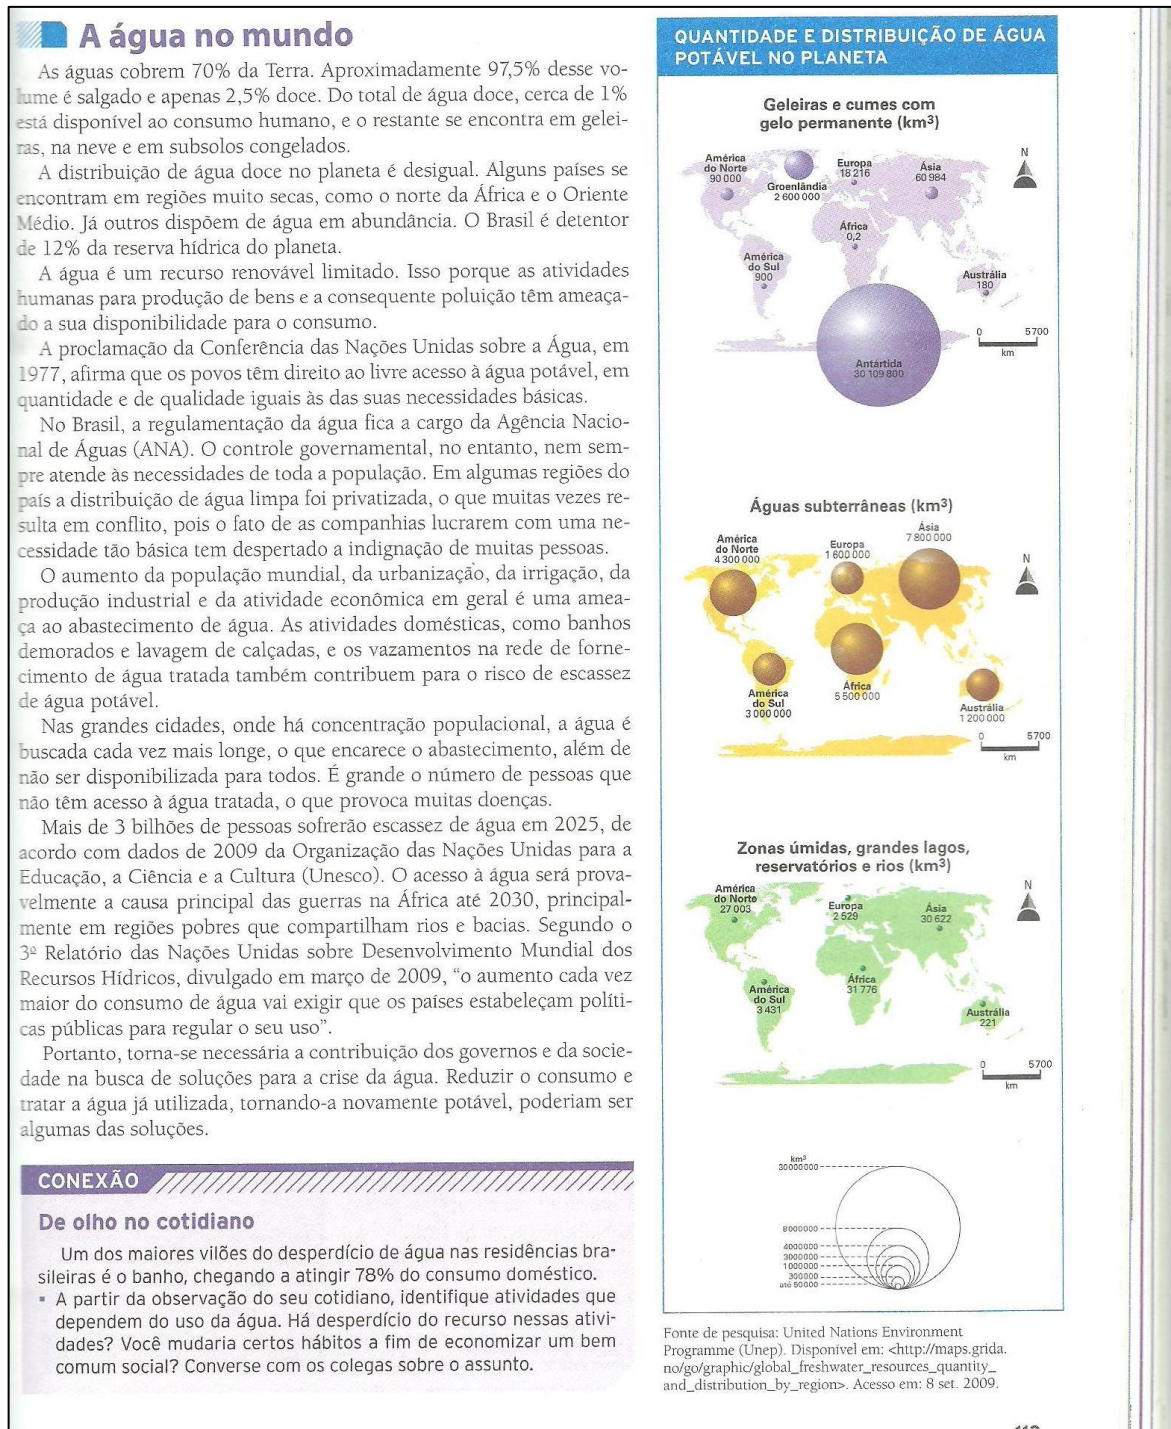 A água no mundo
As águas cobrem 70% da Terra. Aproximadamente 97,5% desse vo-
lume é salgado e apenas 2,5% doce. Do total de água doce, cerca de 1%
está disponível ao consumo humano, e o restante se encontra em gelei-
ras, na neve e em subsolos congelados.
A distribuição de água doce no planeta é desigual. Alguns países se
encontram em regiões muito secas, como o norte da África e o Oriente
Médio. Já outros dispõem de água em abundância. O Brasil é detentor
de 12% da reserva hídrica do planeta.
A água é um recurso renovável limitado. Isso porque as atividades
humanas para produção de bens e a consequente poluição têm ameaça-
do a sua disponibilidade para o consumo.
A proclamação da Conferência das Nações Unidas sobre a Água, em
1977, afirma que os povos têm direito ao livre acesso à água potável, em
quantidade e de qualidade iguais às das suas necessidades básicas.
No Brasil, a regulamentação da água fica a cargo da Agência Nacio-
nal de Águas (ANA). O controle governamental, no entanto, nem sem-
pre atende às necessidades de toda a população. Em algumas regiões do
país a distribuição de água limpa foi privatizada, o que muitas vezes re-
sulta em conflito, pois o fato de as companhias lucrarem com uma ne-
cessidade tão básica tem despertado a indignação de muitas pessoas.
O aumento da população mundial, da urbanização, da irrigação, da
produção industrial e da atividade econômica em geral é uma amea-
ça ao abastecimento de água. As atividades domésticas, como banhos
demorados e lavagem de calçadas, e os vazamentos na rede de forne-
cimento de água tratada também contribuem para o risco de escassez
de água potável.
Nas grandes cidades, onde há concentração populacional, a água é
buscada cada vez mais longe, o que encarece o abastecimento, além de
não ser disponibilizada para todos. É grande o número de pessoas que
não têm acesso à água tratada, o que provoca muitas doenças.
Mais de 3 bilhões de pessoas sofrerão escassez de água em 2025, de
acordo com dados de 2009 da Organização das Nações Unidas para a
Educação, a Ciência e a Cultura (Unesco). O acesso à água será prova-
velmente a causa principal das guerras na África até 2030, principal-
mente em regiões pobres que compartilham rios e bacias. Segundo o
3º Relatório das Nações Unidas sobre Desenvolvimento Mundial dos
Recursos Hídricos, divulgado em março de 2009, “o aumento cada vez
maior do consumo de água vai exigir que os países estabeleçam políti-
cas públicas para regular o seu uso”.
Portanto, torna-se necessária a contribuição dos governos e da socie-
dade na busca de soluções para a crise da água. Reduzir o consumo e
tratar a água já utilizada, tornando-a novamente potável, poderiam ser
algumas das soluções.
CONEXÃO
De olho no cotidiano
Um dos maiores vilões do desperdício de água nas residências bra-
sileiras é o banho, chegando a atingir 78% do consumo doméstico.
▪ A partir da observação do seu cotidiano, identifique atividades que
dependem do uso da água. Há desperdício do recurso nessas ativi-
dades? Você mudaria certos hábitos a fim de economizar um bem
comum social? Converse com os colegas sobre o assunto.
QUANTIDADE E DISTRIBUIÇÃO DE ÁGUA
POTÁVEL NO PLANETA
Geleiras e cumes com
gelo permanente (km³)
América
do Norte
90 000
Groenlândia
2 600 000
Europa
18 216
Ásia
60 984
N
África
0,2
América
do Sul
900
Austrália
180
0 5700
km
Antártida
30 109 800
Águas subterrâneas (km³)
América
do Norte
4 300 000
Europa
1 600 000
Ásia
7 800 000
N
América
do Sul
3 000 000
África
5 500 000
Austrália
1 200 000
0 5700
km
Zonas úmidas, grandes lagos,
reservatórios e rios (km³)
América
do Norte
27 003
Europa
2 529
Ásia
30 622
N
América
do Sul
3 431
África
31 776
Austrália
221
0 5700
km
km³
30000000
8000000
4000000
3000000
1000000
300000
até 50000
Fonte de pesquisa: United Nations Environment
Programme (Unep). Disponível em: <http://maps.grida.
no/go/graphic/global_freshwater_resources_quantity_
and_distribution_by_region>. Acesso em: 8 set. 2009.